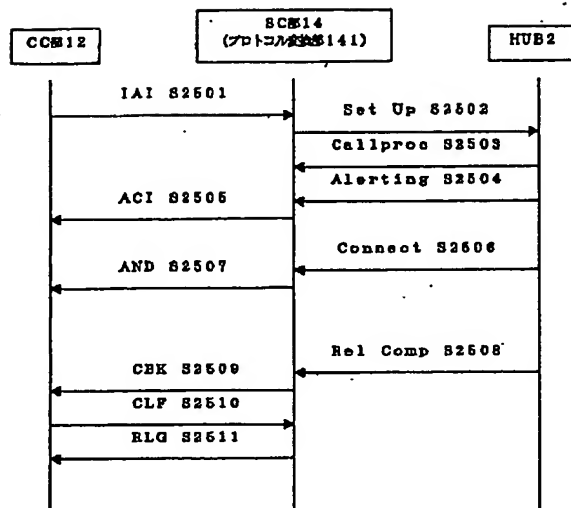 SC部14
(プロトコル変換部141)
CC部12
HUB2
IAI S2501
Set Up S2502
Callproc S2503
Alerting S2504
ACI S2505
Connect S2506
AND S2507
Rel Comp S2508
CBK S2509
CLF S2510
RLG S2511